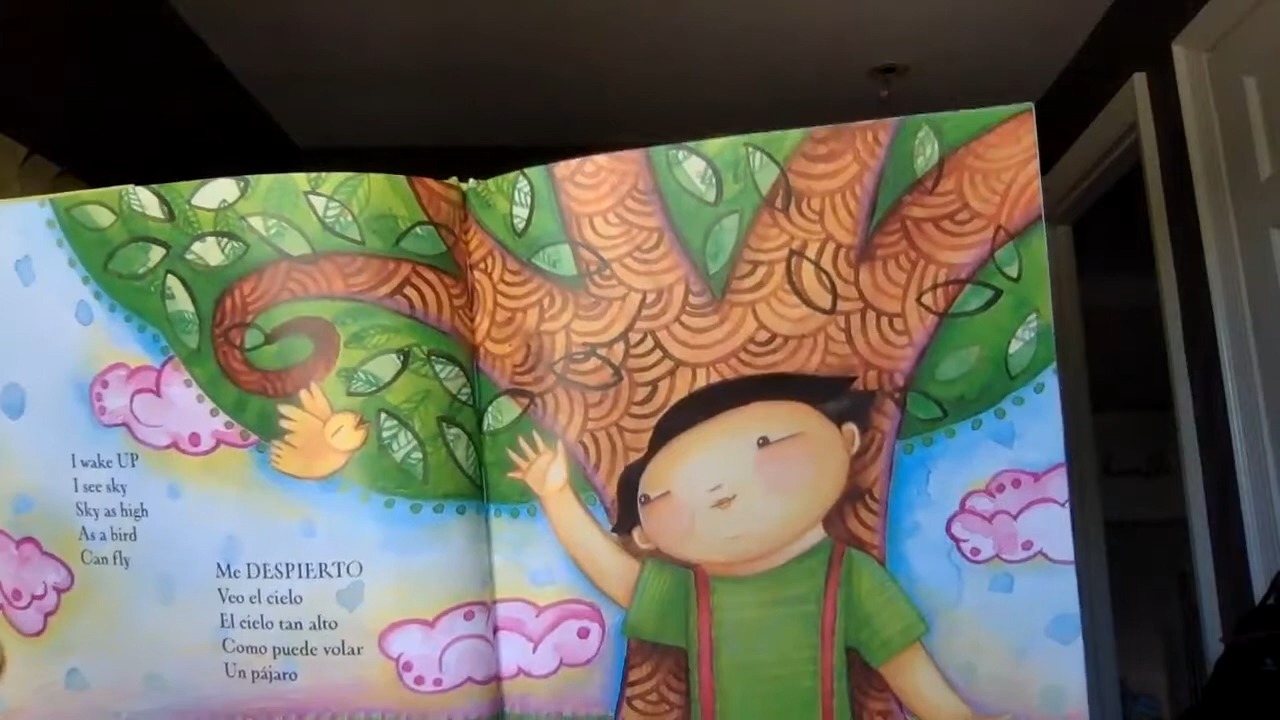 I wake UP
I see sky
Sky as high
As a bird
Can fly
Me DESPIERTO
Veo el cielo
El cielo tan alto
Como puede volar
Un pájaro